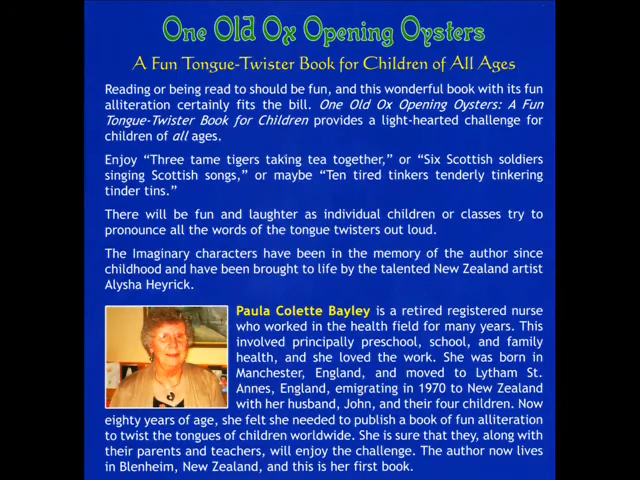 One Old Ox Opening Oysters
A Fun Tongue-Twister Book for Children of All Ages
Reading or being read to should be fun, and this wonderful book with its fun
alliteration certainly fits the bill. One Old Ox Opening Oysters: A Fun
Tongue-Twister Book for Children provides a light-hearted challenge for
children of all ages.
Enjoy “Three tame tigers taking tea together,” or “Six Scottish soldiers
singing Scottish songs,” or maybe “Ten tired tinkers tenderly tinkering
tinder tins.”
There will be fun and laughter as individual children or classes try to
pronounce all the words of the tongue twisters out loud.
The Imaginary characters have been in the memory of the author since
childhood and have been brought to life by the talented New Zealand artist
Alysha Heyrick.
Paula Colette Bayley is a retired registered nurse
who worked in the health field for many years. This
involved principally preschool, school, and family
health, and she loved the work. She was born in
Manchester, England, and moved to Lytham St.
Annes, England, emigrating in 1970 to New Zealand
with her husband, John, and their four children. Now
eighty years of age, she felt she needed to publish a book of fun alliteration
to twist the tongues of children worldwide. She is sure that they, along with
their parents and teachers, will enjoy the challenge. The author now lives
in Blenheim, New Zealand, and this is her first book.